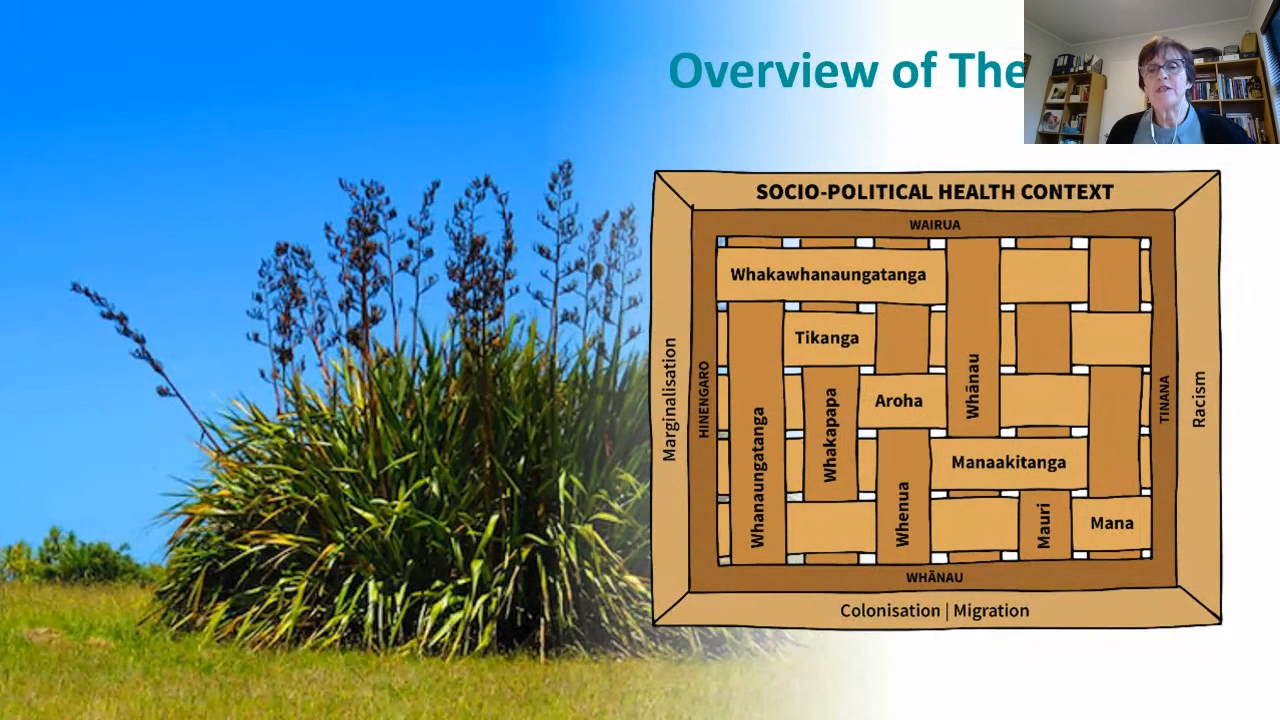 Overview of The
SOCIO-POLITICAL HEALTH CONTEXT
WAIRUA
Whakawhanaungatanga
Tikanga
Aroha
Whānau
Manaakitanga
Whanaungatanga
Whakapapa
Whenua
Mauri
Mana
Marginalisation
HINENGARO
TINANA
Racism
WHĀNAU
Colonisation | Migration